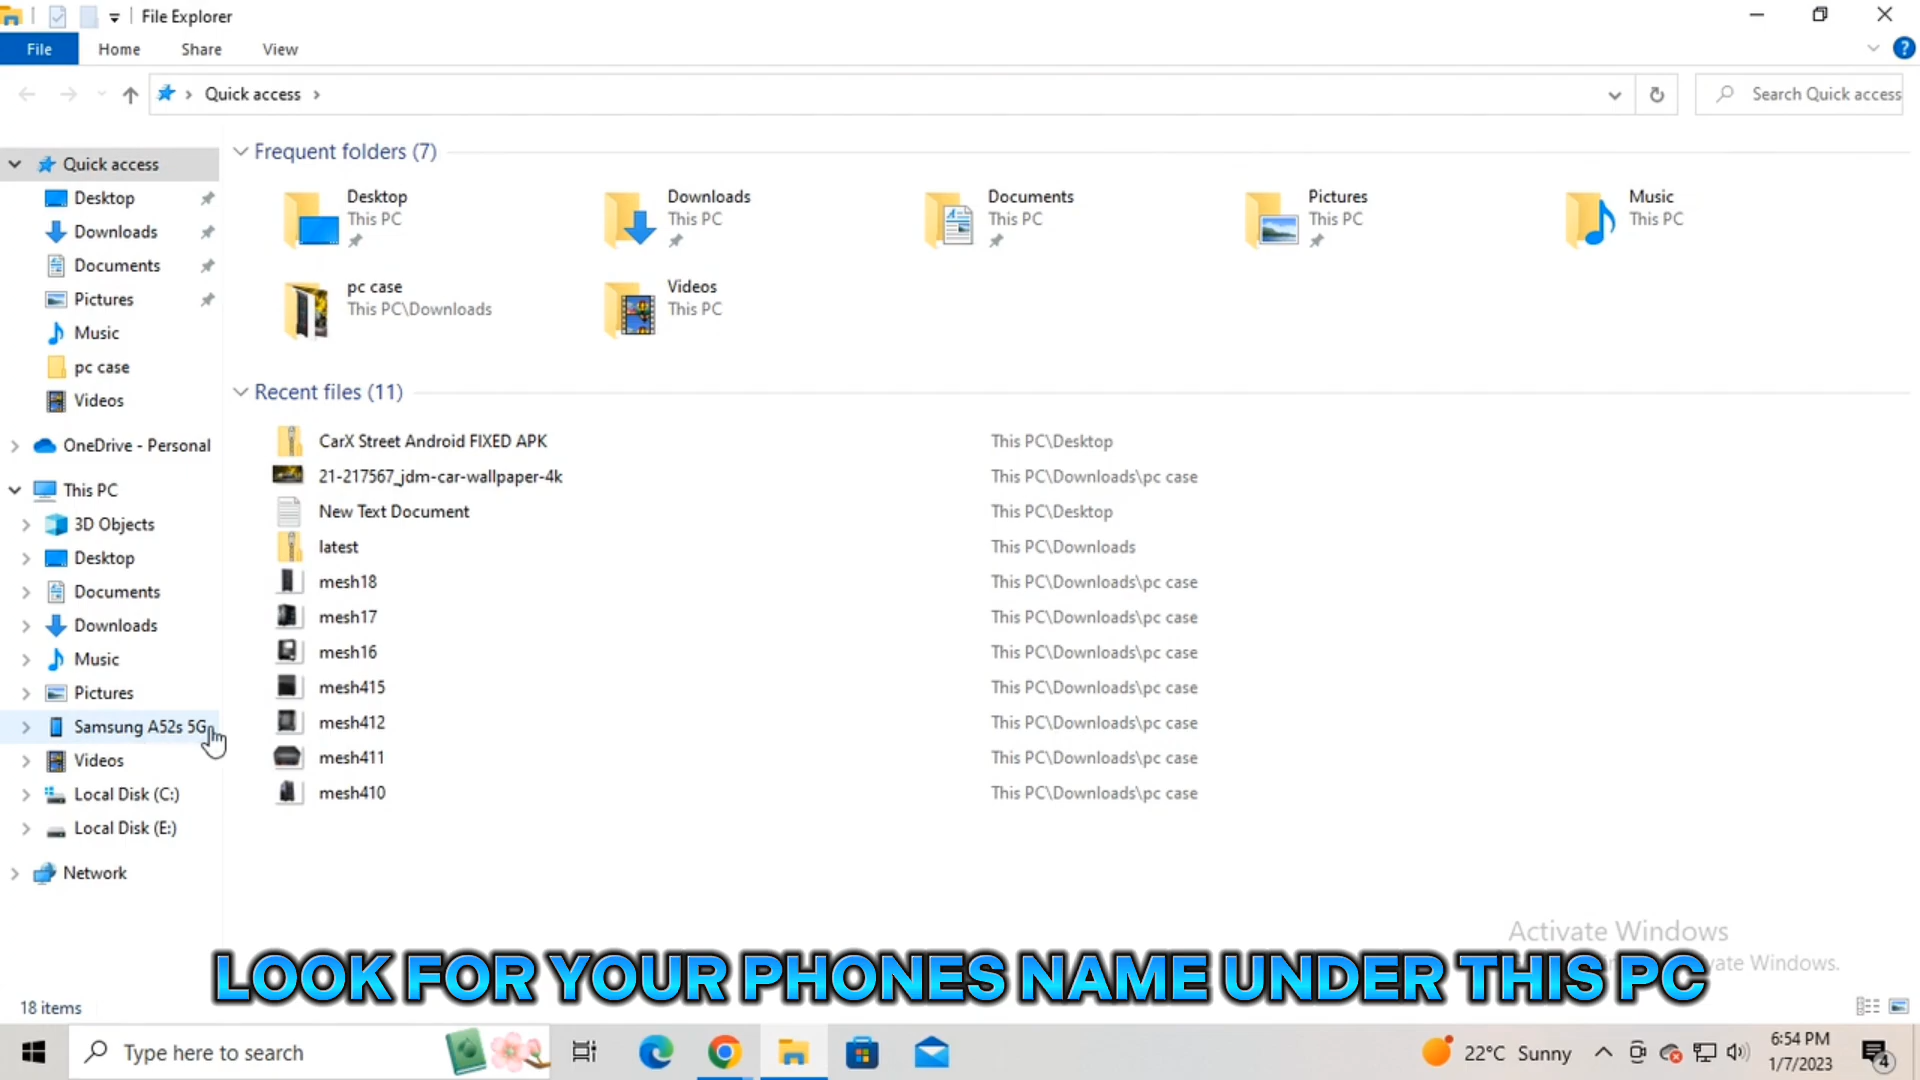 File Explorer
File Home Share View
Quick access
Search Quick access
Quick access
Desktop
Downloads
Documents
Pictures
Music
pc case
Videos
OneDrive - Personal
This PC
3D Objects
Desktop
Documents
Downloads
Music
Pictures
Samsung A52s 5G
Videos
Local Disk (C:)
Local Disk (E:)
Network
Frequent folders (7)
Desktop
This PC
Downloads
This PC
Documents
This PC
Pictures
This PC
Music
This PC
pc case
This PC\Downloads
Videos
This PC
Recent files (11)
CarX Street Android FIXED APK This PC\Desktop
21-217567_jdm-car-wallpaper-4k This PC\Downloads\pc case
New Text Document This PC\Desktop
latest This PC\Downloads
mesh18 This PC\Downloads\pc case
mesh17 This PC\Downloads\pc case
mesh16 This PC\Downloads\pc case
mesh415 This PC\Downloads\pc case
mesh412 This PC\Downloads\pc case
mesh411 This PC\Downloads\pc case
mesh410 This PC\Downloads\pc case
Activate Windows
Windows.
LOOK FOR YOUR PHONES NAME UNDER THIS PC
18 items
Type here to search
22°C Sunny
6:54 PM
1/7/2023
4